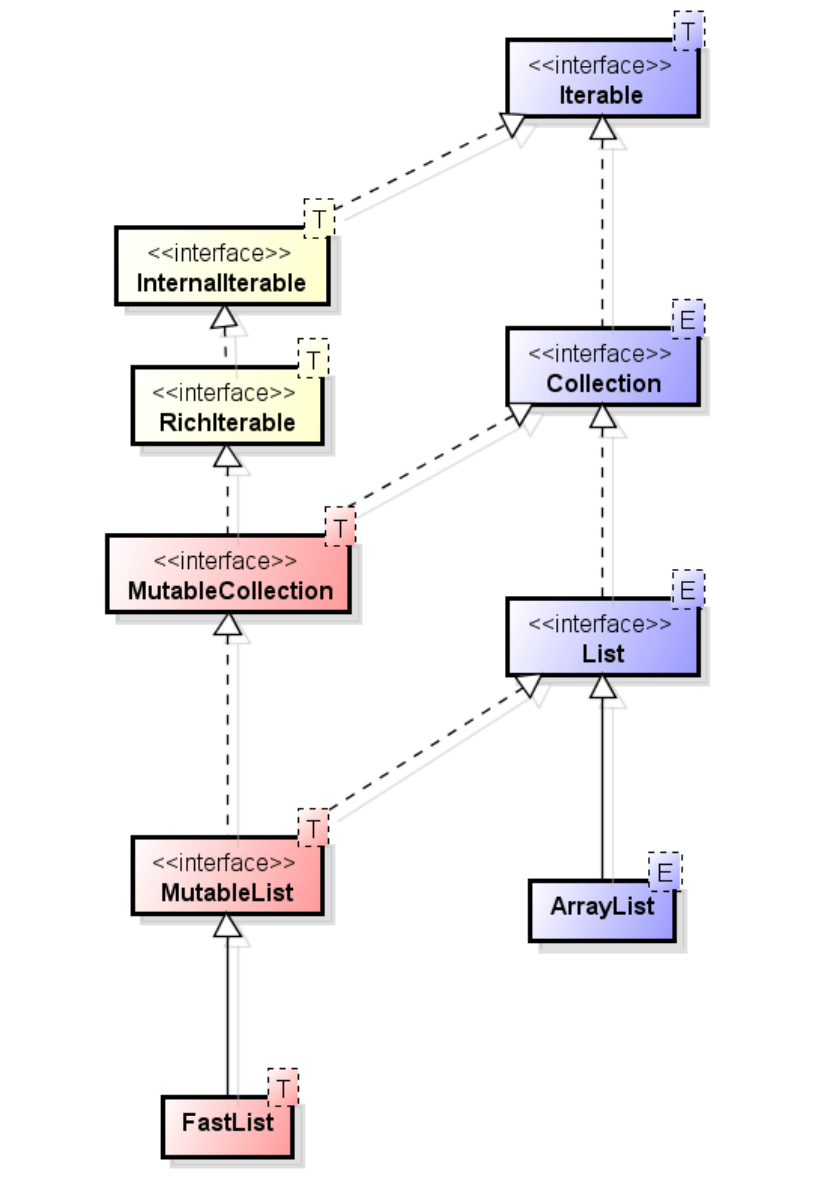 T
<<interface>>
Iterable
T
<<interface>>
InternalIterable
E
<<interface>>
Collection
T
<<interface>>
RichIterable
T
<<interface>>
MutableCollection
E
<<interface>>
List
T
<<interface>>
MutableList
E
ArrayList
T
FastList